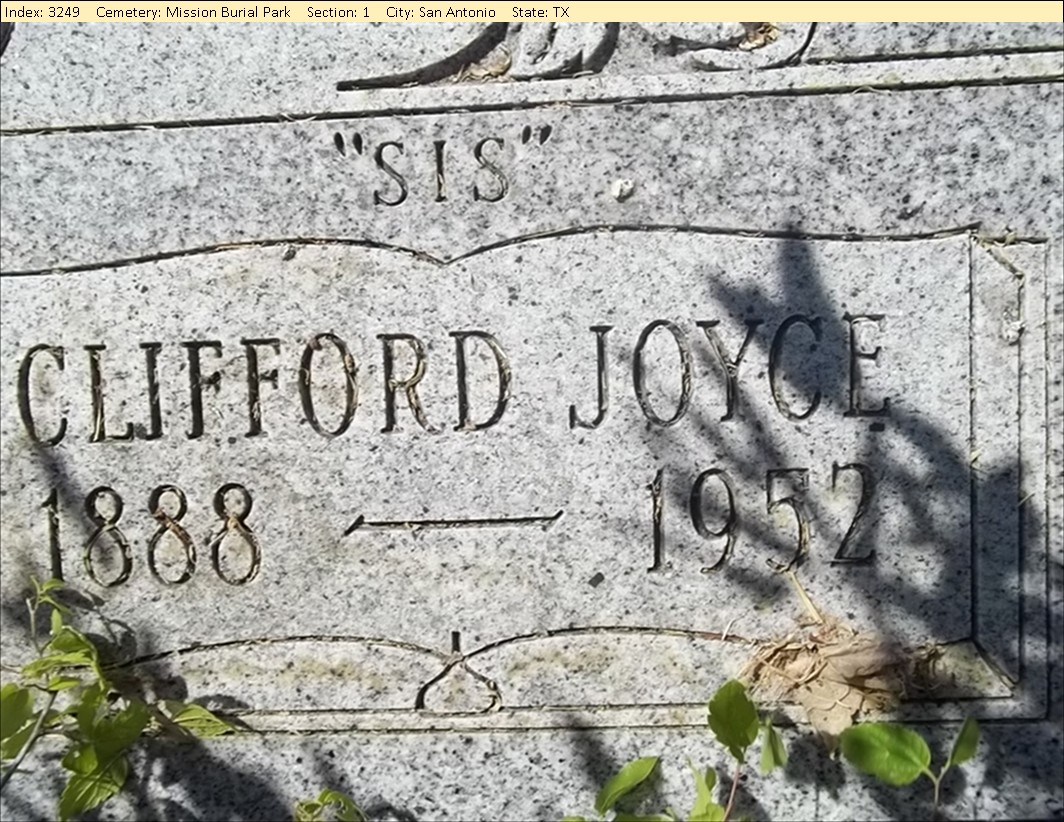 Index: 3249 Cemetery: Mission Burial Park Section: 1 City: San Antonio State: TX
"SIS"
CLIFFORD JOYCE
1888 — 1952